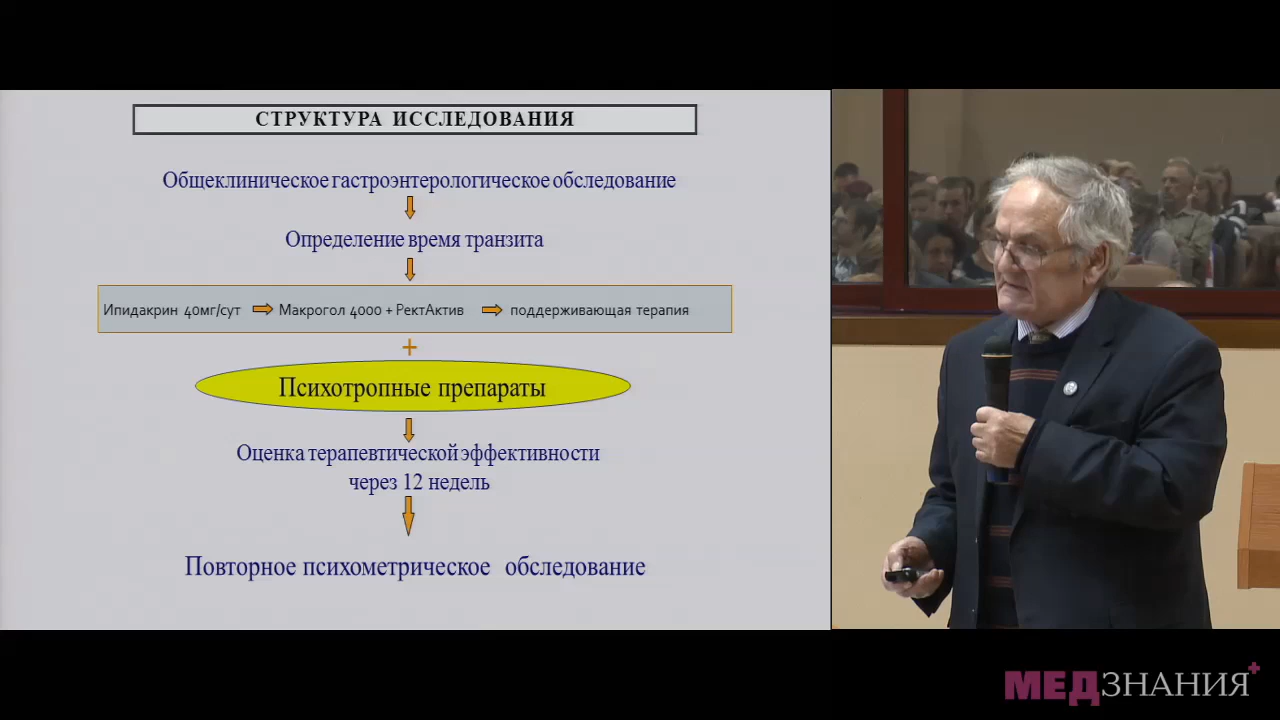 СТРУКТУРА ИССЛЕДОВАНИЯ
Общеклиническое гастроэнтерологическое обследование
Определение время транзита
Ипидакрин 40мг/сут Макрогол 4000 + РектАктив поддерживающая терапия
+
Психотропные препараты
Оценка терапевтической эффективности
через 12 недель
Повторное психометрическое обследование
МЕДЗНАНИЯ+